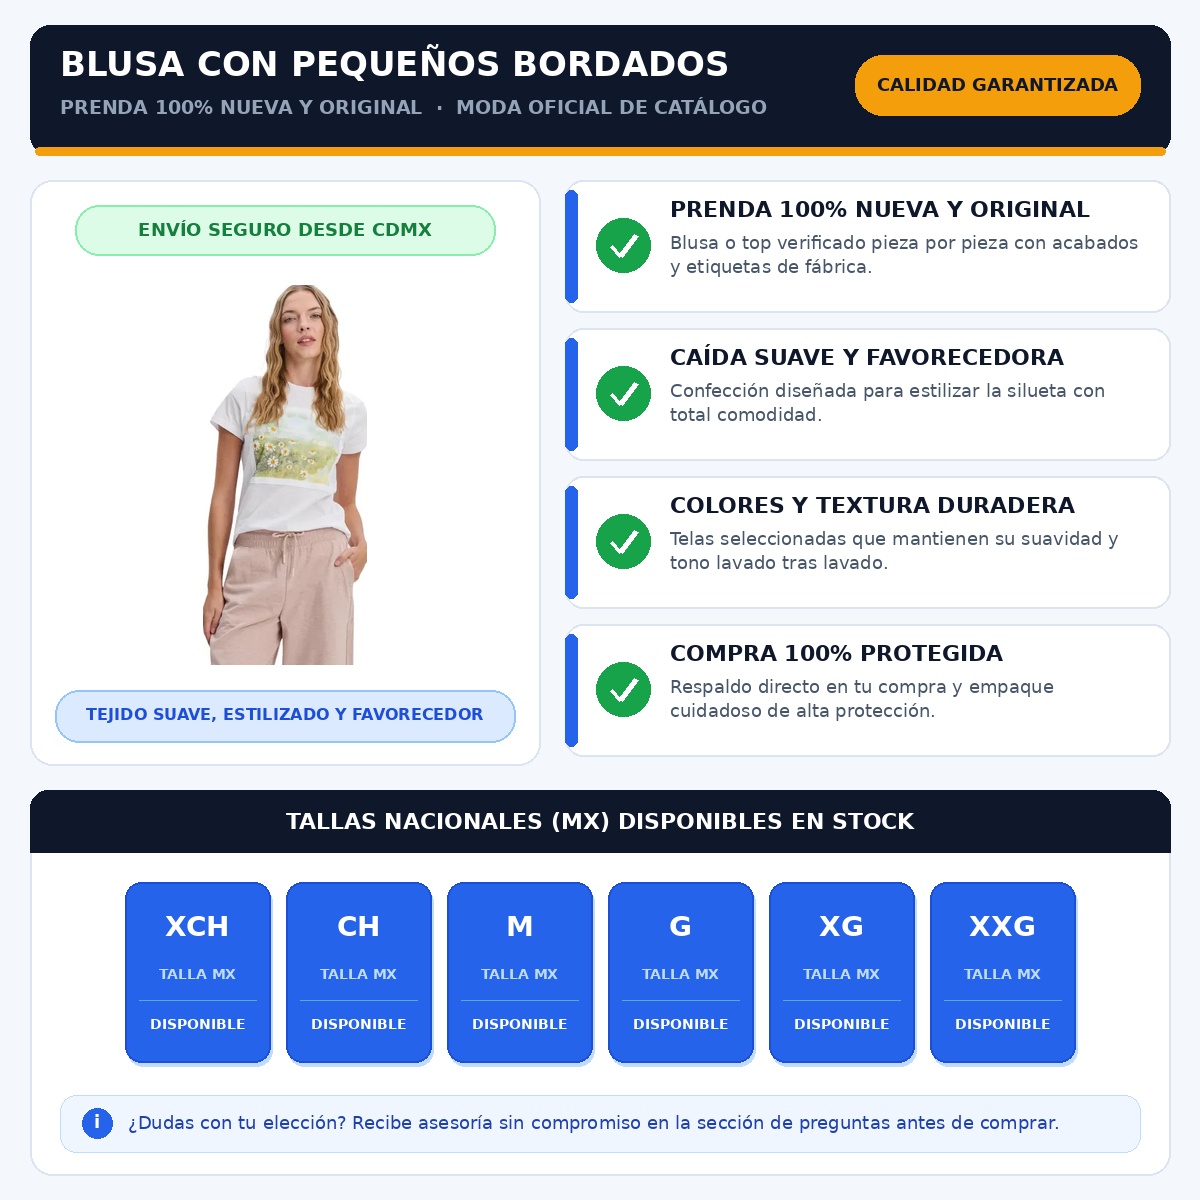 BLUSA CON PEQUEÑOS BORDADOS
PRENDA 100% NUEVA Y ORIGINAL · MODA OFICIAL DE CATÁLOGO
CALIDAD GARANTIZADA
ENVÍO SEGURO DESDE CDMX
TEJIDO SUAVE, ESTILIZADO Y FAVORECEDOR
PRENDA 100% NUEVA Y ORIGINAL
Blusa o top verificado pieza por pieza con acabados
y etiquetas de fábrica.
CAÍDA SUAVE Y FAVORECEDORA
Confección diseñada para estilizar la silueta con
total comodidad.
COLORES Y TEXTURA DURADERA
Telas seleccionadas que mantienen su suavidad y
tono lavado tras lavado.
COMPRA 100% PROTEGIDA
Respaldo directo en tu compra y empaque
cuidadoso de alta protección.
TALLAS NACIONALES (MX) DISPONIBLES EN STOCK
XCH
TALLA MX
DISPONIBLE
CH
TALLA MX
DISPONIBLE
M
TALLA MX
DISPONIBLE
G
TALLA MX
DISPONIBLE
XG
TALLA MX
DISPONIBLE
XXG
TALLA MX
DISPONIBLE
i ¿Dudas con tu elección? Recibe asesoría sin compromiso en la sección de preguntas antes de comprar.